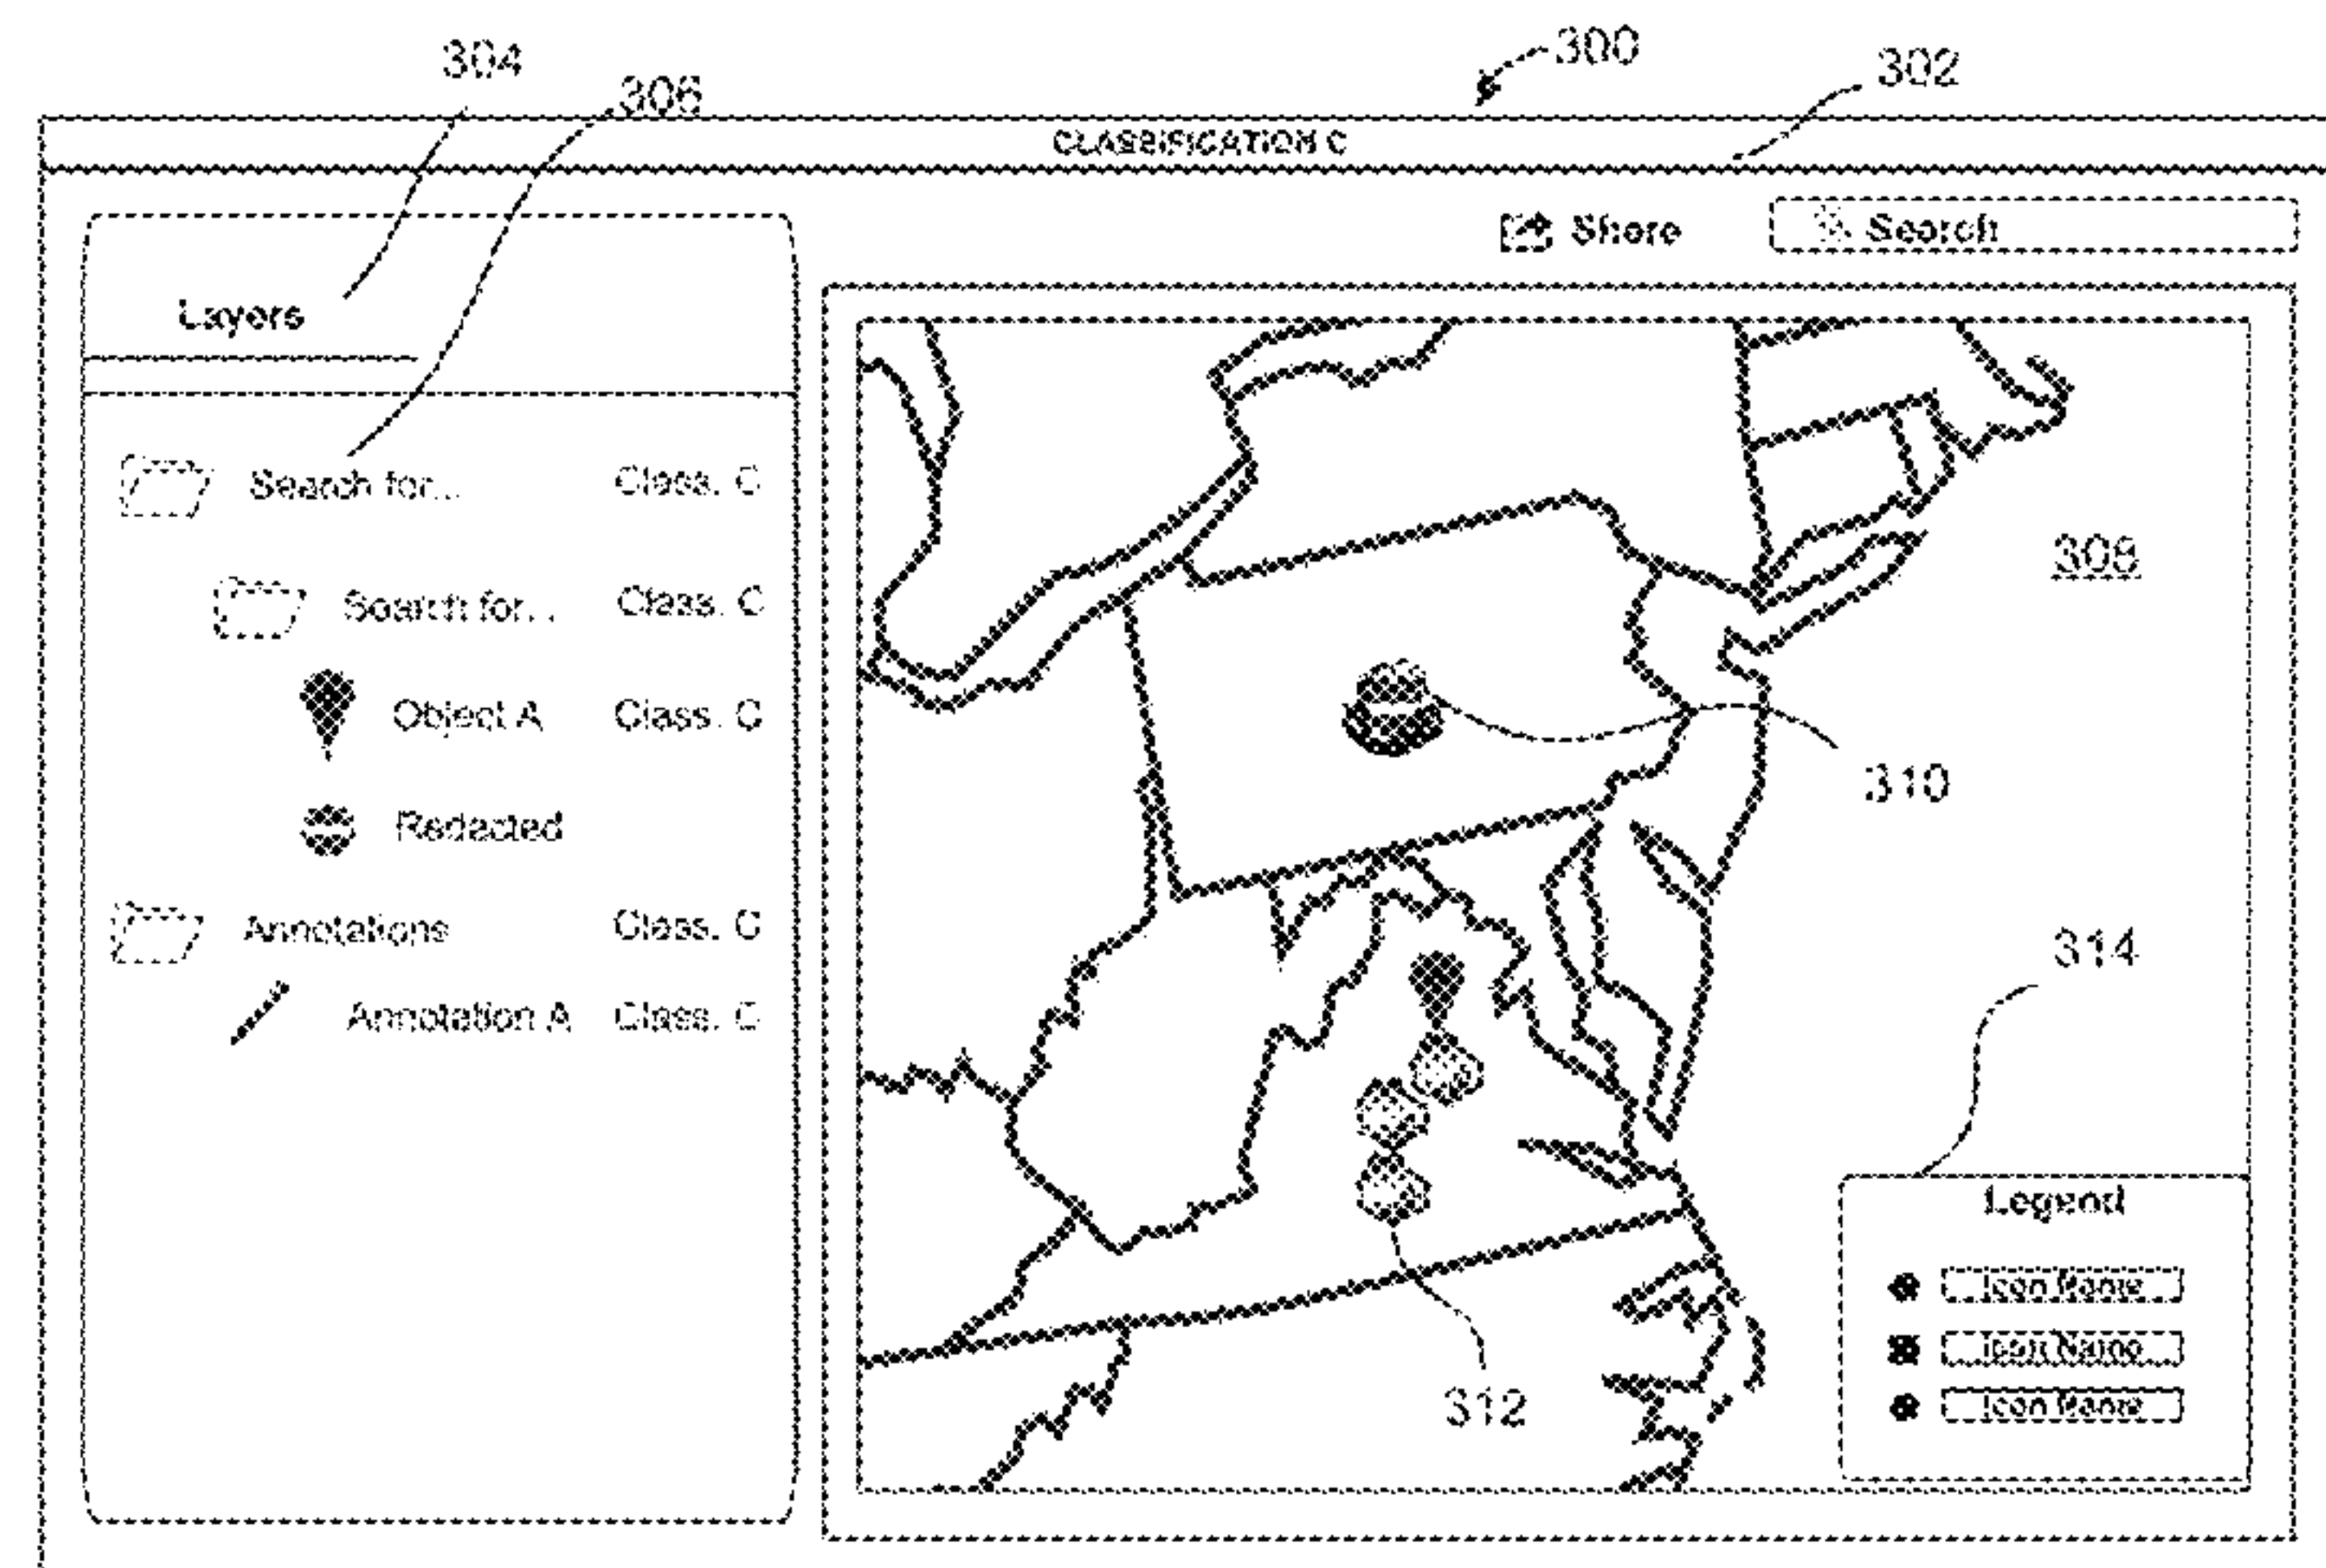 304
306
300
302
CLASSIFICATION C
Share
Search
Layers
Search for... Class. C
Search for... Class. C
Object A Class. C
Redacted
Annotations Class. C
Annotation A Class. C
308
310
314
312
Legend
Icon Name
Icon Name
Icon Name